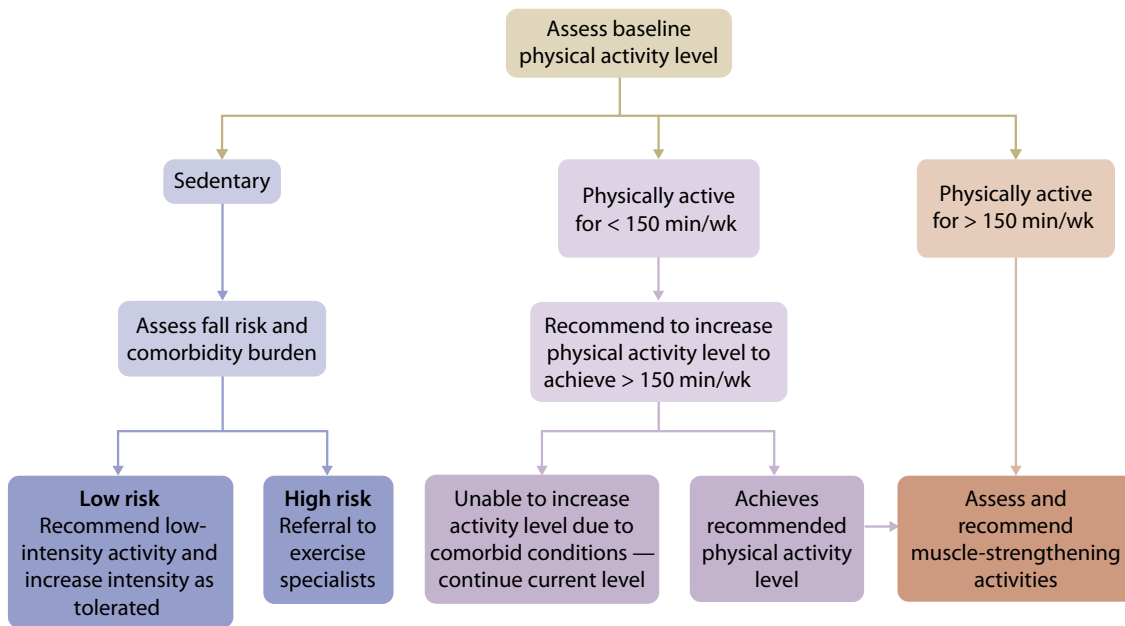 Assess baseline
physical activity level
Sedentary
Physically active
for < 150 min/wk
Physically active
for > 150 min/wk
Assess fall risk and
comorbidity burden
Recommend to increase
physical activity level to
achieve > 150 min/wk
Low risk
Recommend low-
intensity activity and
increase intensity as
tolerated
High risk
Referral to
exercise
specialists
Unable to increase
activity level due to
comorbid conditions —
continue current level
Achieves
recommended
physical activity
level
Assess and
recommend
muscle-strengthening
activities